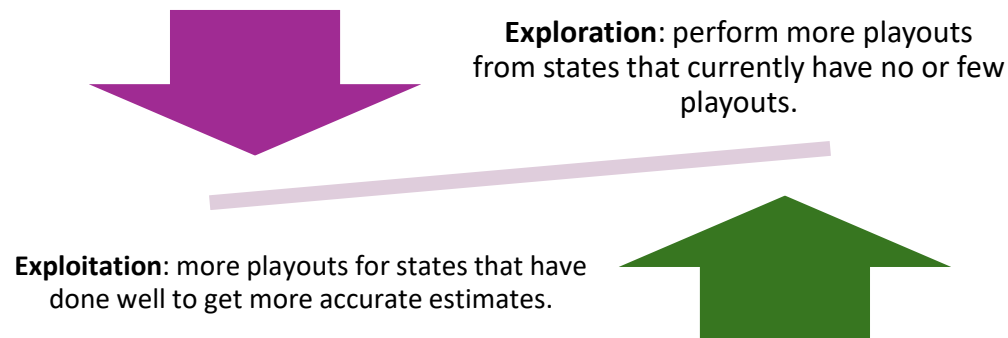 Exploration: perform more playouts
from states that currently have no or few
playouts.
Exploitation: more playouts for states that have
done well to get more accurate estimates.